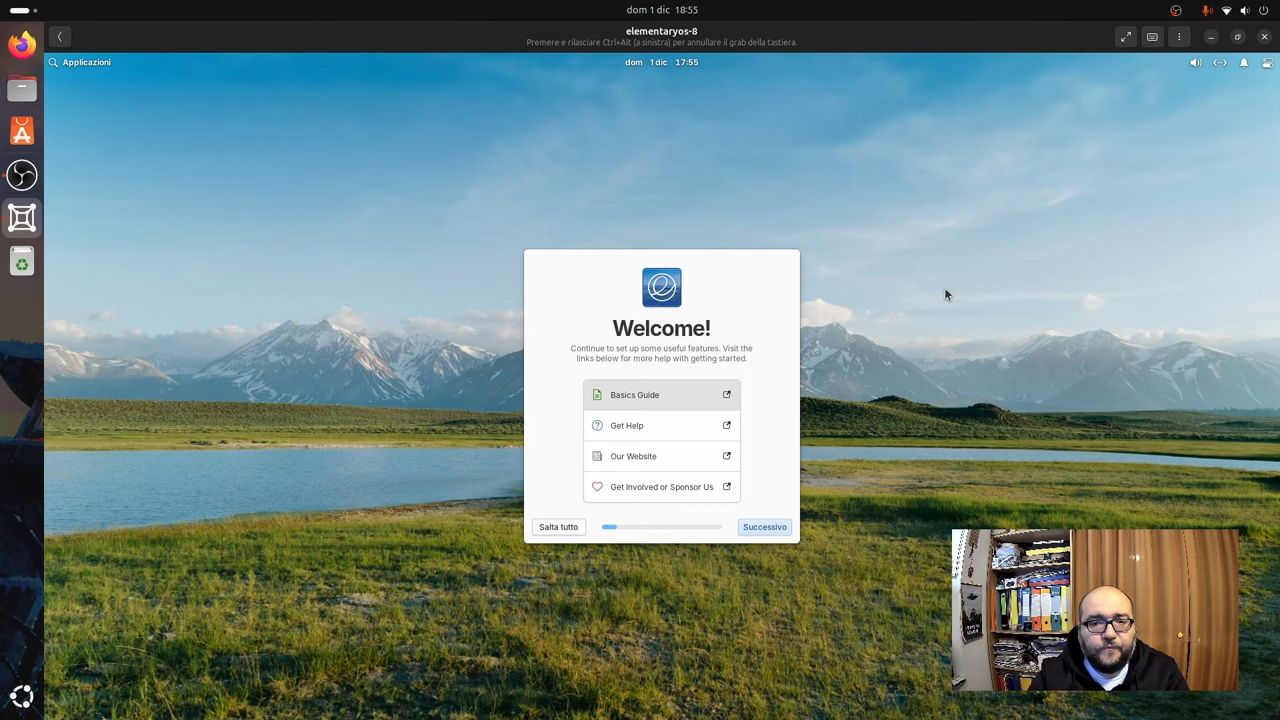 dom 1 dic 18:55
elementaryos-8
Premere e rilasciare Ctrl+Alt (a sinistra) per annullare il grab della tastiera.
Applicazioni
dom 1 dic 17:55
Welcome!
Continue to set up some useful features. Visit the
links below for more help with getting started.
Basics Guide
Get Help
Our Website
Get Involved or Sponsor Us
Salta tutto
Successivo